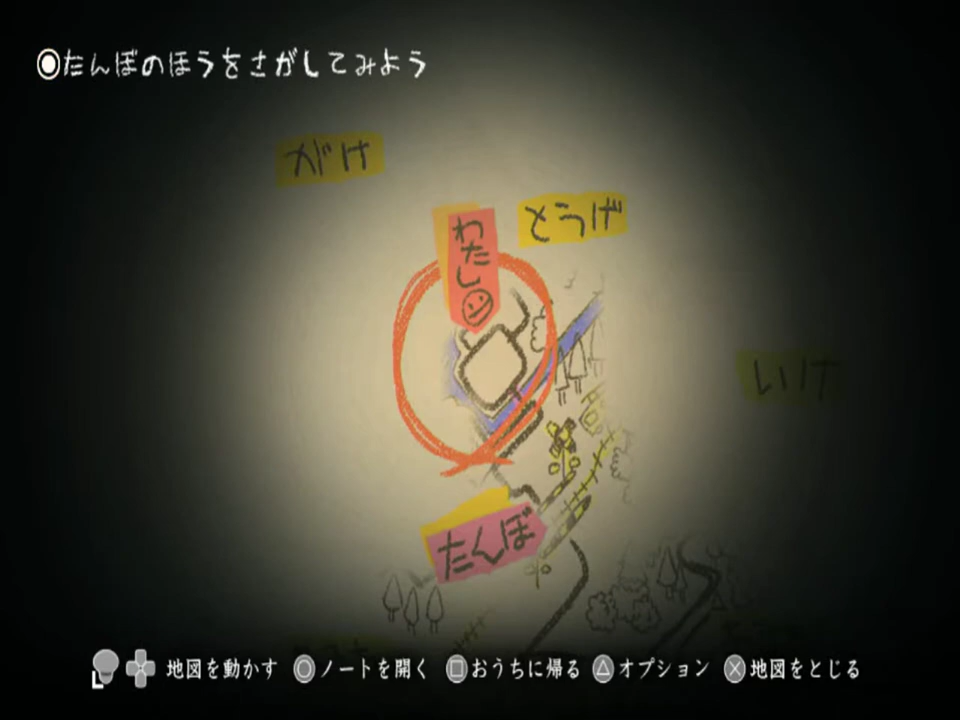 たんぼのほうをさがしてみよう
がけ
とうげ
わたし
いけ
たんぼ
L 地図を動かす ○ノートを開く □おうちに帰る △オプション ×地図をとじる